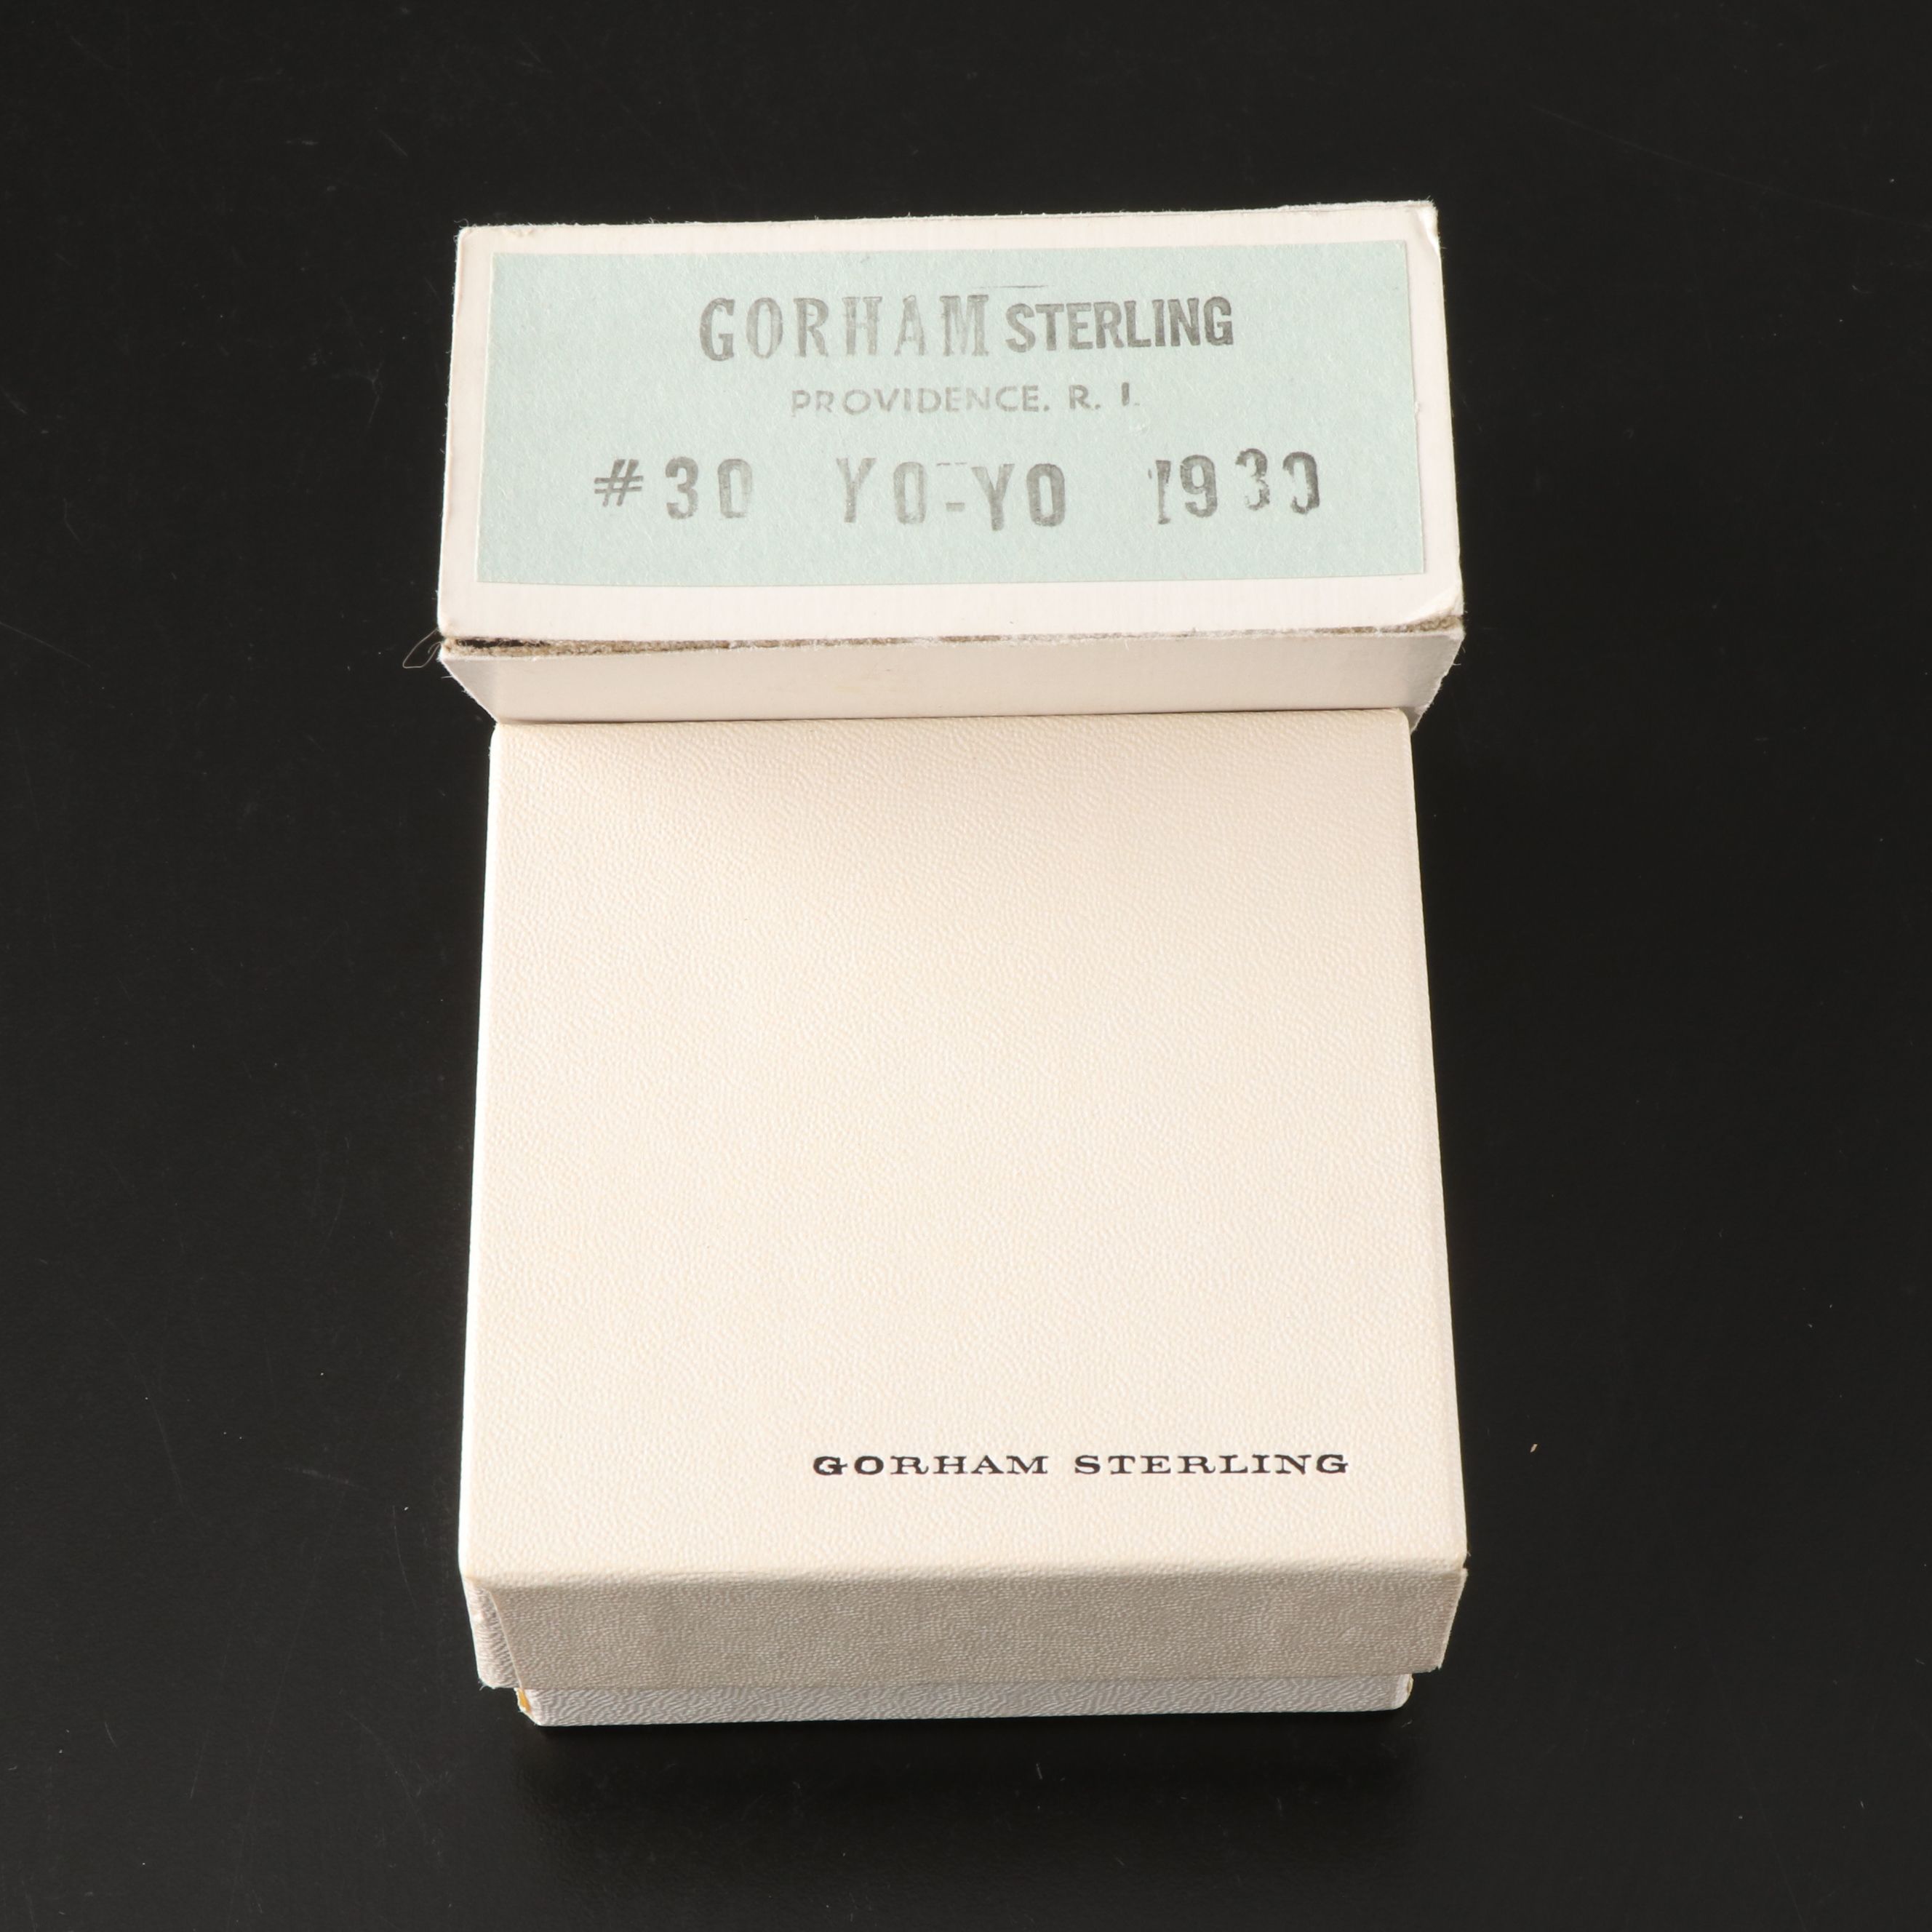 GORHAM STERLING
PROVIDENCE. R. I.
#30 YO-YO 1930
GORHAM STERLING